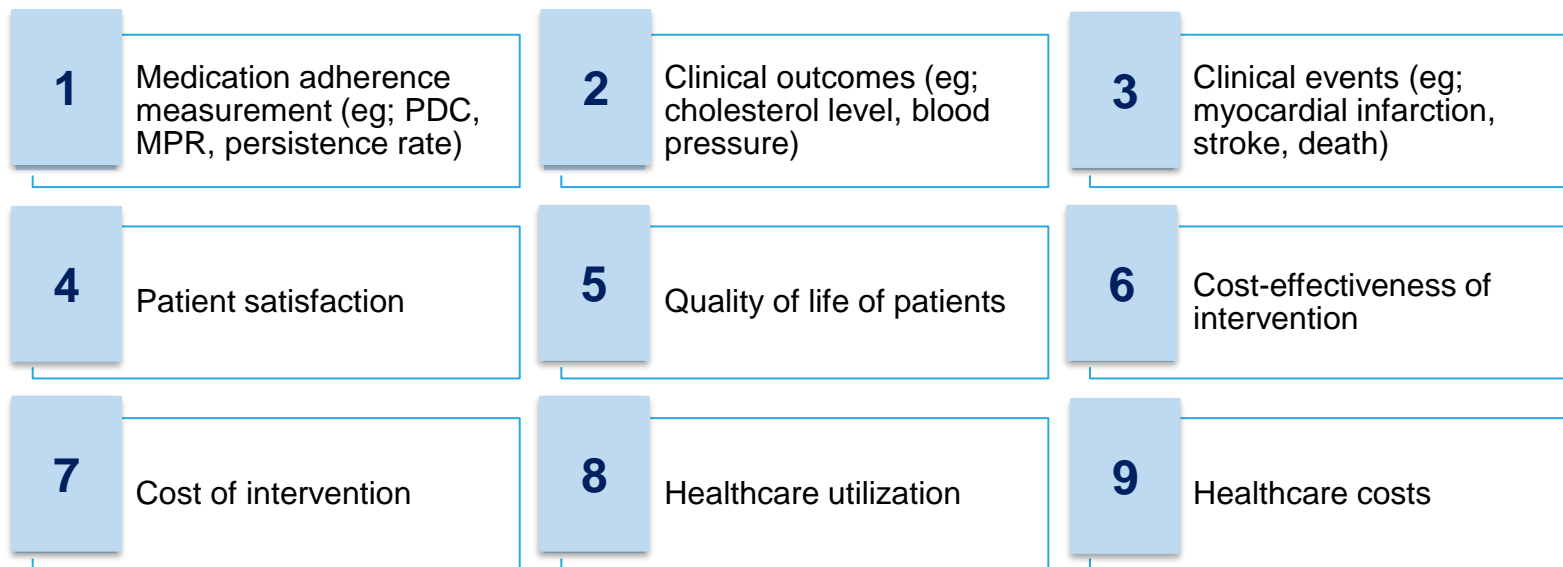 1
Medication adherence
measurement (eg; PDC,
MPR, persistence rate)
2
Clinical outcomes (eg;
cholesterol level, blood
pressure)
3
Clinical events (eg;
myocardial infarction,
stroke, death)
4
Patient satisfaction
5
Quality of life of patients
6
Cost-effectiveness of
intervention
7
Cost of intervention
8
Healthcare utilization
9
Healthcare costs